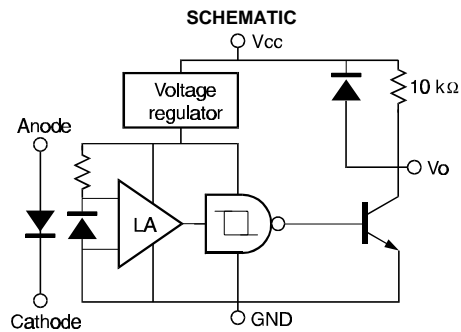 SCHEMATIC
Vcc
Voltage
regulator
10 kΩ
Anode
Vo
LA
GND
Cathode